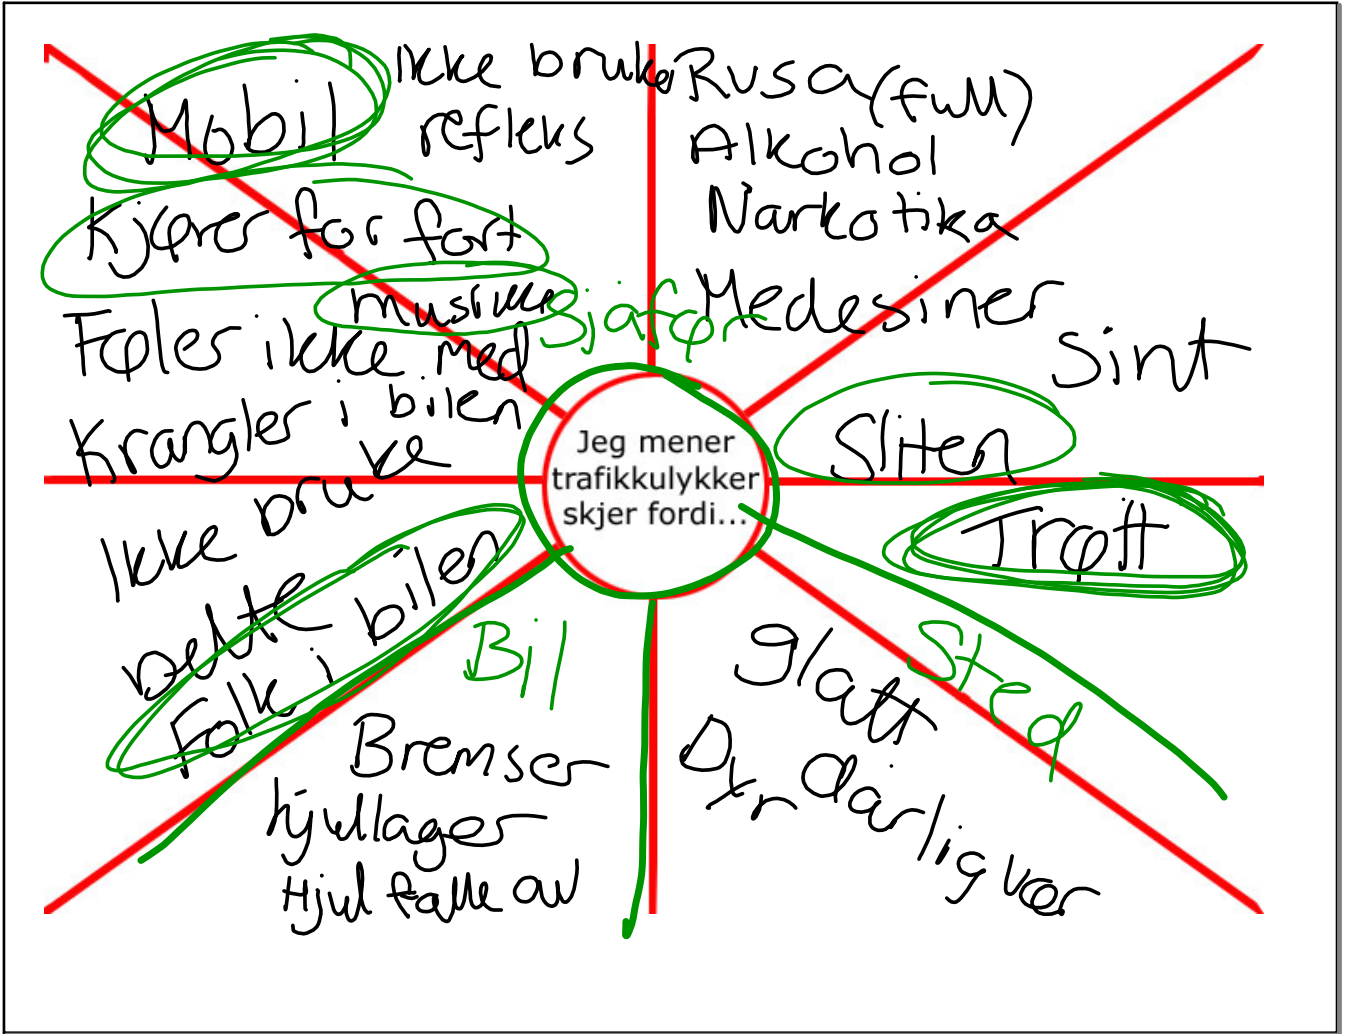 Mobil
Ikke bruke
refleks
Kjører for fort
musikke
Føler ikke med
Krangler i bilen
Ikke bruke
belte
Folk i bilen
Rusa (full)
Alkohol
Narkotika
Sjafør
Medesiner
Sint
Sliten
Trøtt
Jeg mener
trafikkulykker
skjer fordi...
Bil
Bremser
hjullager
Hjul falle av
Sted
glatt
Dyr
dårlig vær